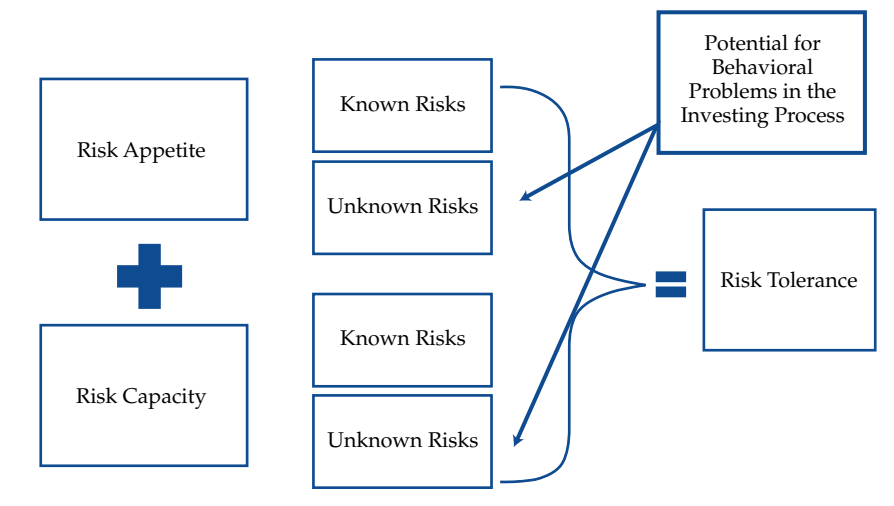 Risk Appetite
Risk Capacity
Known Risks
Unknown Risks
Known Risks
Unknown Risks
Potential for
Behavioral
Problems in the
Investing Process
Risk Tolerance